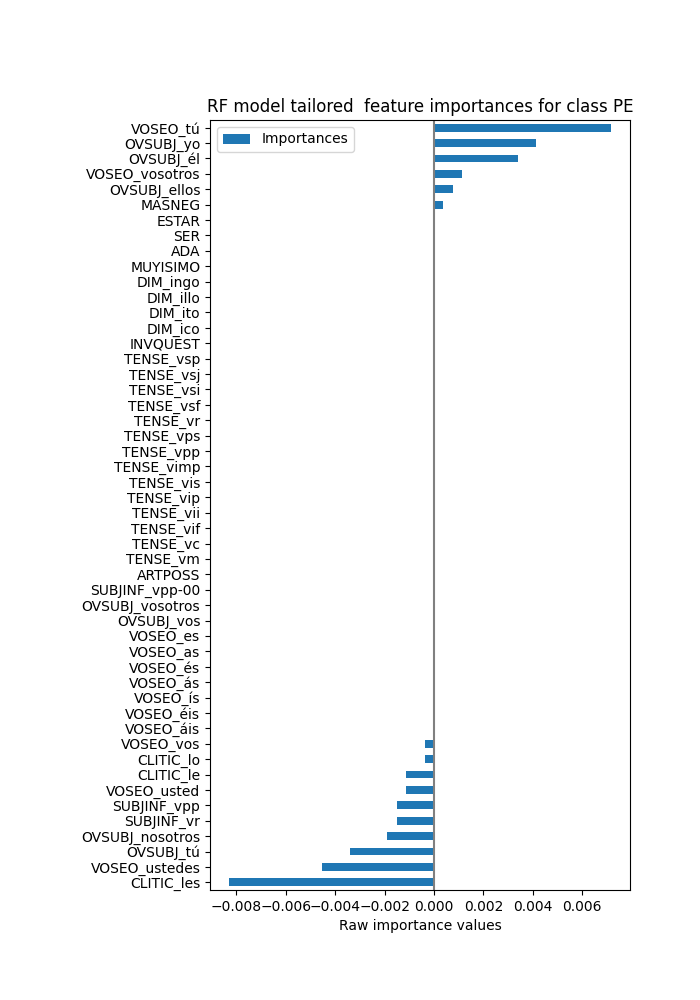 RF model tailored  feature importances for class PE
Importances
VOSEO_tú
OVSUBJ_yo
OVSUBJ_él
VOSEO_vosotros
OVSUBJ_ellos
MASNEG
ESTAR
SER
ADA
MUYISIMO
DIM_ingo
DIM_illo
DIM_ito
DIM_ico
INVQUEST
TENSE_vsp
TENSE_vsj
TENSE_vsi
TENSE_vsf
TENSE_vr
TENSE_vps
TENSE_vpp
TENSE_vimp
TENSE_vis
TENSE_vip
TENSE_vii
TENSE_vif
TENSE_vc
TENSE_vm
ARTPOSS
SUBJINF_vpp-00
OVSUBJ_vosotros
OVSUBJ_vos
VOSEO_es
VOSEO_as
VOSEO_és
VOSEO_ás
VOSEO_ís
VOSEO_éis
VOSEO_áis
VOSEO_vos
CLITIC_lo
CLITIC_le
VOSEO_usted
SUBJINF_vpp
SUBJINF_vr
OVSUBJ_nosotros
OVSUBJ_tú
VOSEO_ustedes
CLITIC_les
−0.008 −0.006 −0.004 −0.002 0.000 0.002 0.004 0.006
Raw importance values